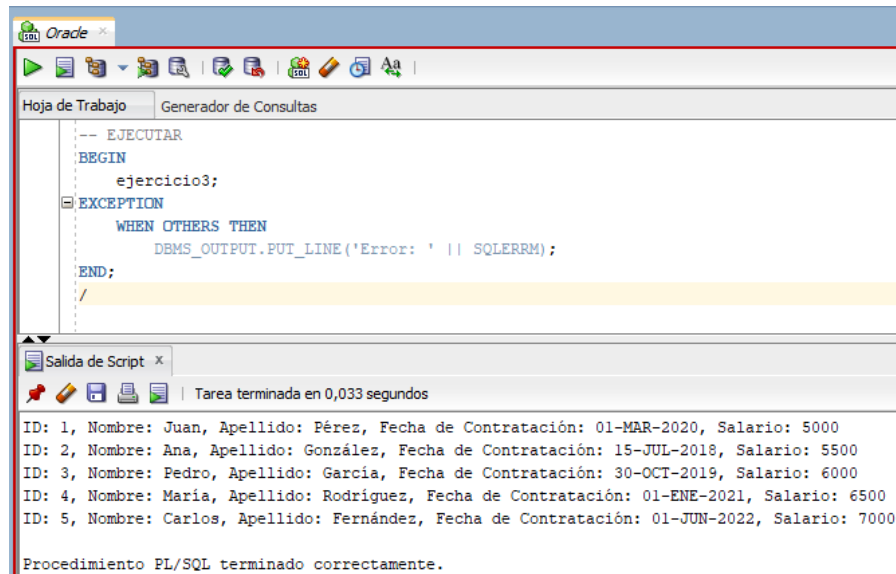 Oracle
Hoja de Trabajo Generador de Consultas
-- EJECUTAR
BEGIN
ejercicio3;
EXCEPTION
WHEN OTHERS THEN
DBMS_OUTPUT.PUT_LINE('Error: ' || SQLERRM);
END;
/
Salida de Script
Tarea terminada en 0,033 segundos
ID: 1, Nombre: Juan, Apellido: Pérez, Fecha de Contratación: 01-MAR-2020, Salario: 5000
ID: 2, Nombre: Ana, Apellido: González, Fecha de Contratación: 15-JUL-2018, Salario: 5500
ID: 3, Nombre: Pedro, Apellido: García, Fecha de Contratación: 30-OCT-2019, Salario: 6000
ID: 4, Nombre: María, Apellido: Rodríguez, Fecha de Contratación: 01-ENE-2021, Salario: 6500
ID: 5, Nombre: Carlos, Apellido: Fernández, Fecha de Contratación: 01-JUN-2022, Salario: 7000
Procedimiento PL/SQL terminado correctamente.